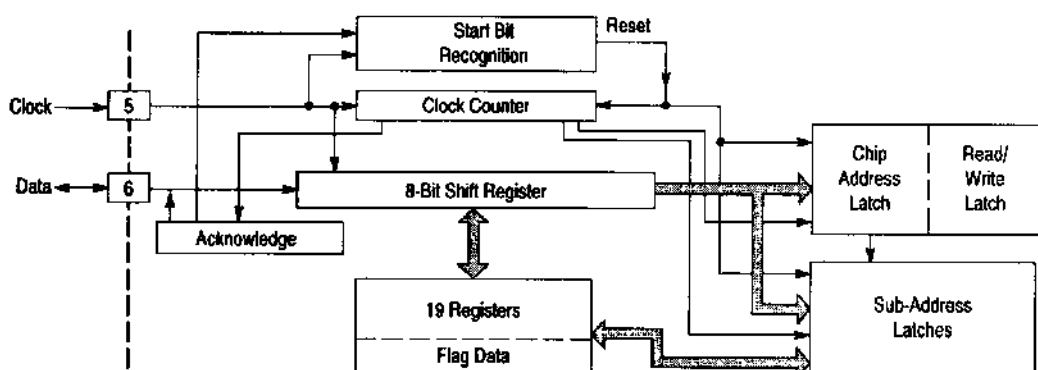 Start Bit
Recognition
Reset
Clock
5
Clock Counter
Data
6
8-Bit Shift Register
Chip
Address
Latch
Read/
Write
Latch
Acknowledge
19 Registers
Flag Data
Sub-Address
Latches